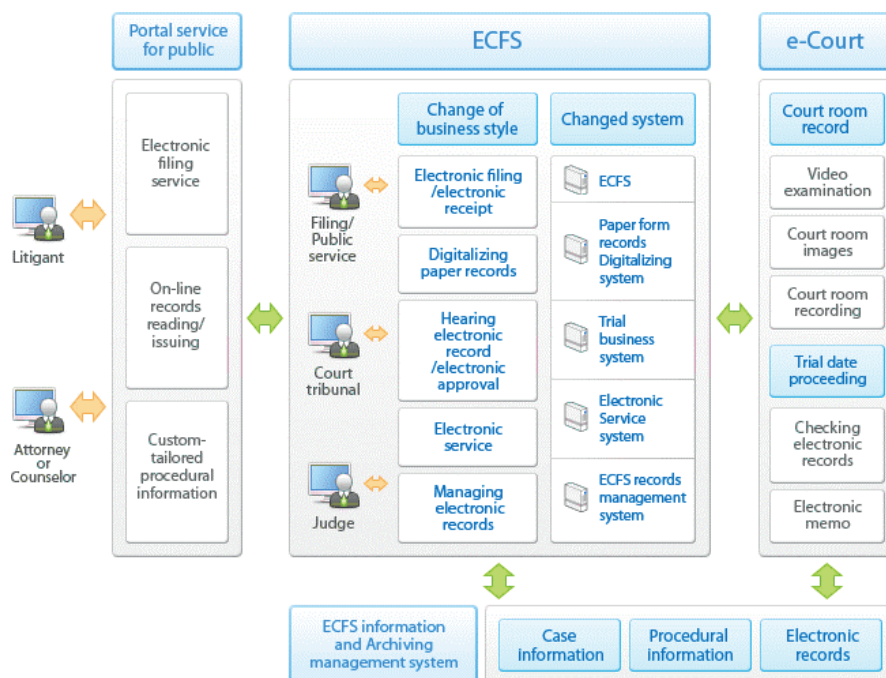 Portal service
for public
ECFS
e-Court
Litigant
Attorney
or
Counselor
Electronic
filing
service
On-line
records
reading/
issuing
Custom-
tailored
procedural
information
Filing/
Public
service
Court
tribunal
Judge
Change of
business style
Electronic filing
/electronic
receipt
Digitalizing
paper records
Hearing
electronic
record
/electronic
approval
Electronic
service
Managing
electronic
records
Changed system
ECFS
Paper form
records
Digitalizing
system
Trial
business
system
Electronic
Service
system
ECFS records
management
system
Court room
record
Video
examination
Court room
images
Court room
recording
Trial date
proceeding
Checking
electronic
records
Electronic
memo
ECFS information
and Archiving
management system
Case
information
Procedural
information
Electronic
records